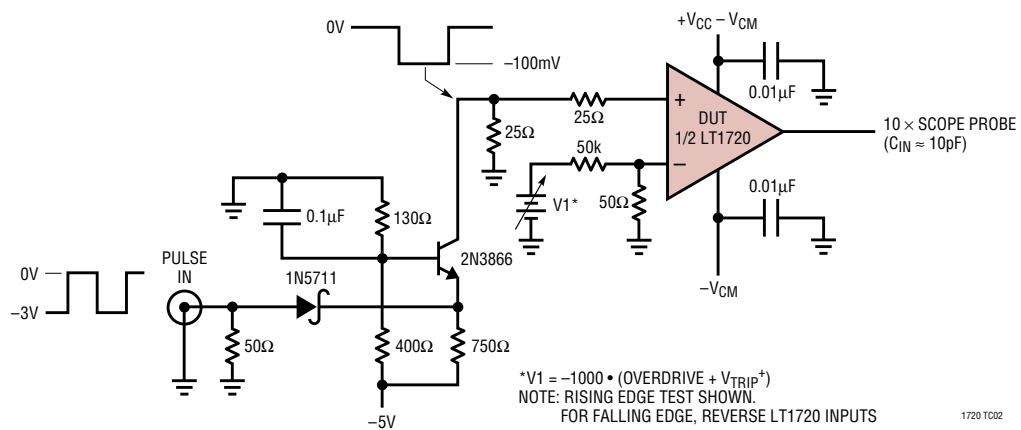 0V
–100mV
+VCC – VCM
0.01µF
25Ω
25Ω
+
DUT
1/2 LT1720
–
10 × SCOPE PROBE
(CIN ≈ 10pF)
50k
V1*
50Ω
0.01µF
–VCM
0.1µF
130Ω
2N3866
0V
–3V
PULSE
IN
1N5711
50Ω
400Ω
750Ω
–5V
*V1 = –1000 • (OVERDRIVE + VTRIP+)
NOTE: RISING EDGE TEST SHOWN.
FOR FALLING EDGE, REVERSE LT1720 INPUTS
1720 TC02